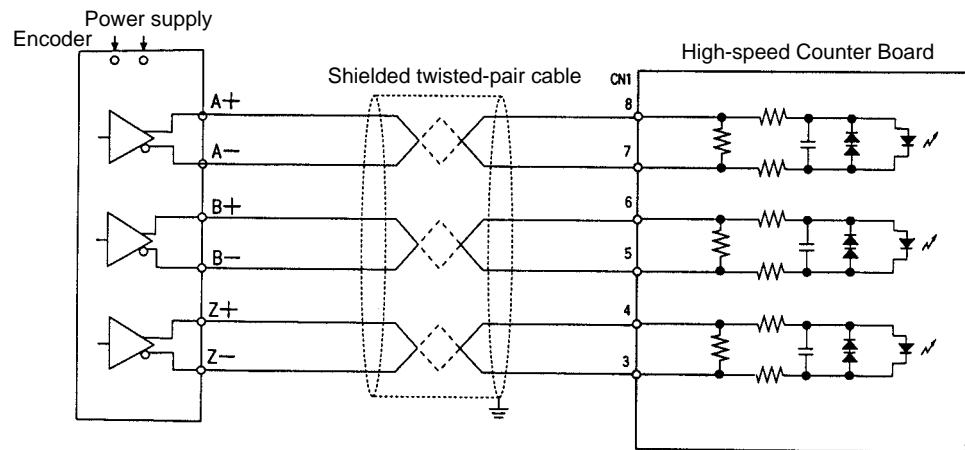 Power supply
Encoder
High-speed Counter Board
Shielded twisted-pair cable
CN1
A+
8
A−
7
B+
6
B−
5
Z+
4
Z−
3